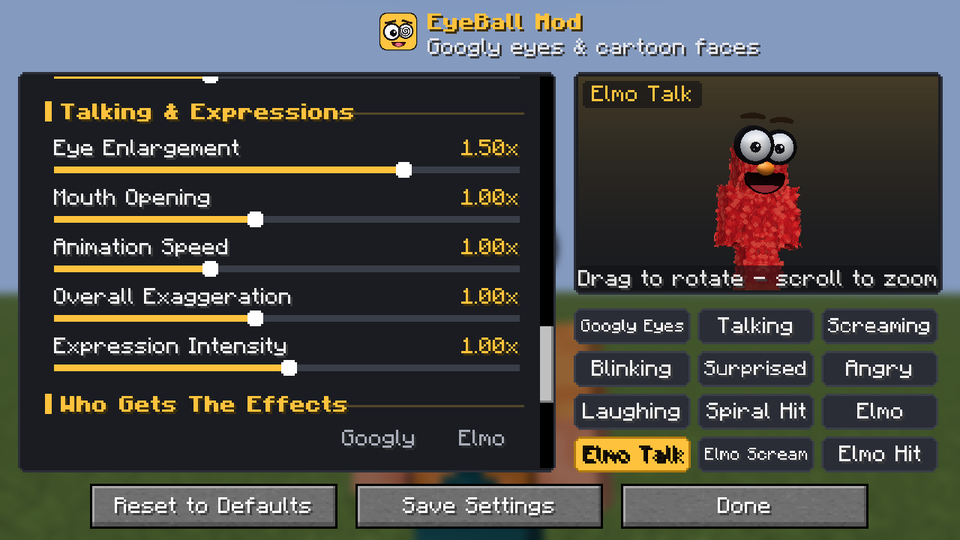 EyeBall Mod
Googly eyes & cartoon faces
Talking & Expressions
Eye Enlargement 1.50x
Mouth Opening 1.00x
Animation Speed 1.00x
Overall Exaggeration 1.00x
Expression Intensity 1.00x
Who Gets The Effects
Googly Elmo
Elmo Talk
Drag to rotate - scroll to zoom
Googly Eyes Talking Screaming
Blinking Surprised Angry
Laughing Spiral Hit Elmo
Elmo Talk Elmo Scream Elmo Hit
Reset to Defaults Save Settings Done